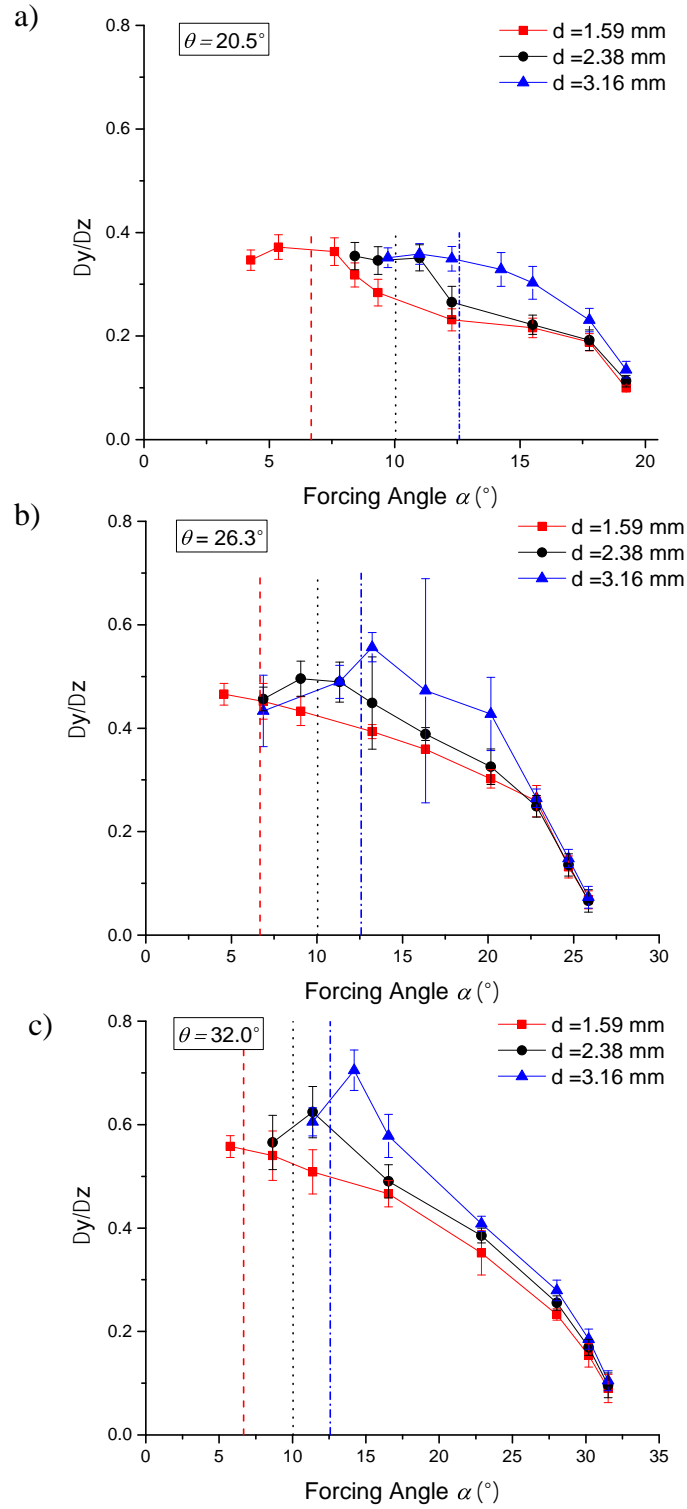 a)
θ = 20.5°
d =1.59 mm
d =2.38 mm
d =3.16 mm
0.8
0.6
0.4
0.2
0.0
Dy/Dz
0 5 10 15 20
Forcing Angle α (°)
b)
θ = 26.3°
d =1.59 mm
d =2.38 mm
d =3.16 mm
0.8
0.6
0.4
0.2
0.0
Dy/Dz
0 5 10 15 20 25 30
Forcing Angle α (°)
c)
θ = 32.0°
d =1.59 mm
d =2.38 mm
d =3.16 mm
0.8
0.6
0.4
0.2
0.0
Dy/Dz
0 5 10 15 20 25 30 35
Forcing Angle α (°)